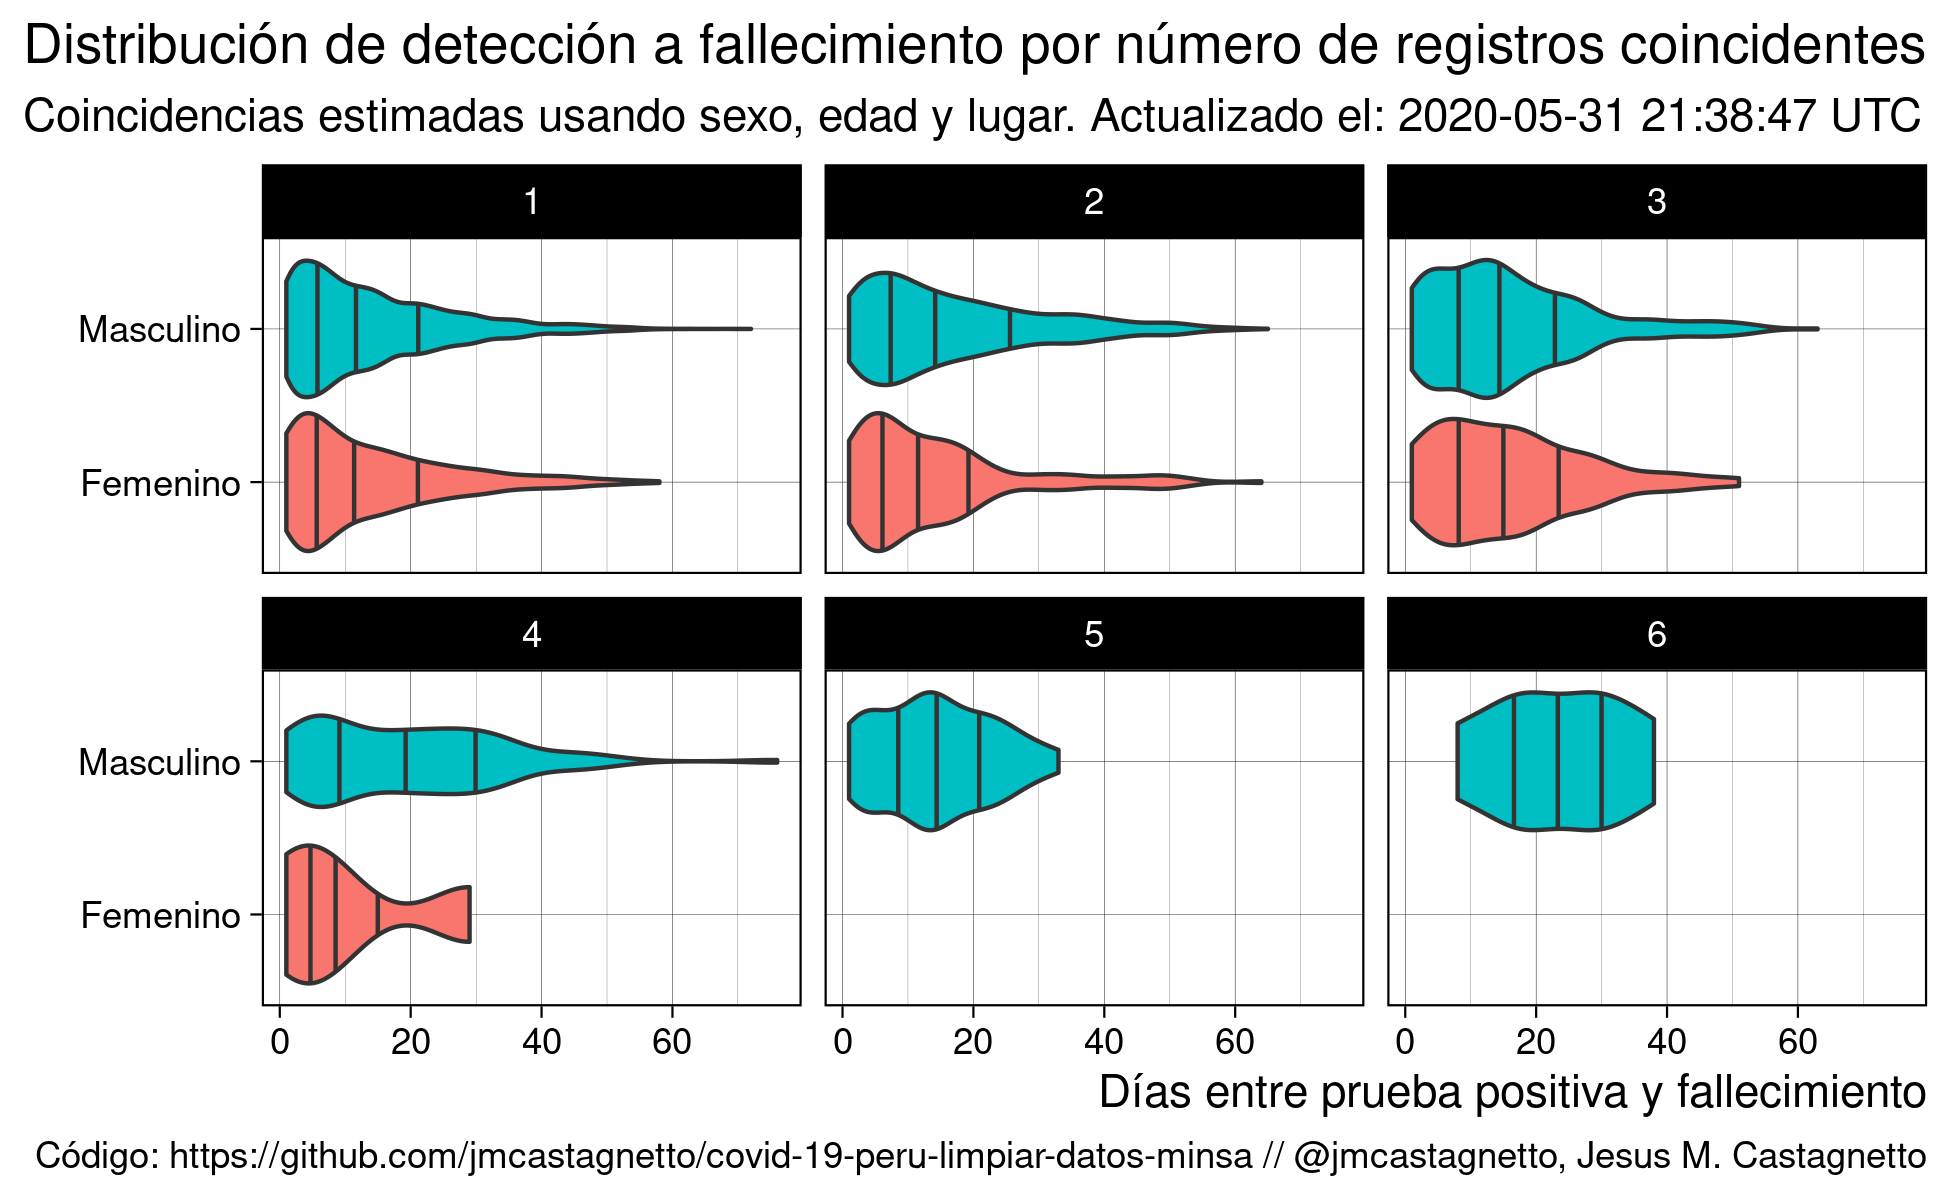 Distribución de detección a fallecimiento por número de registros coincidentes
Coincidencias estimadas usando sexo, edad y lugar. Actualizado el: 2020-05-31 21:38:47 UTC
1 2 3
Masculino
Femenino
4 5 6
Masculino
Femenino
0 20 40 60 0 20 40 60 0 20 40 60
Días entre prueba positiva y fallecimiento
Código: https://github.com/jmcastagnetto/covid-19-peru-limpiar-datos-minsa // @jmcastagnetto, Jesus M. Castagnetto